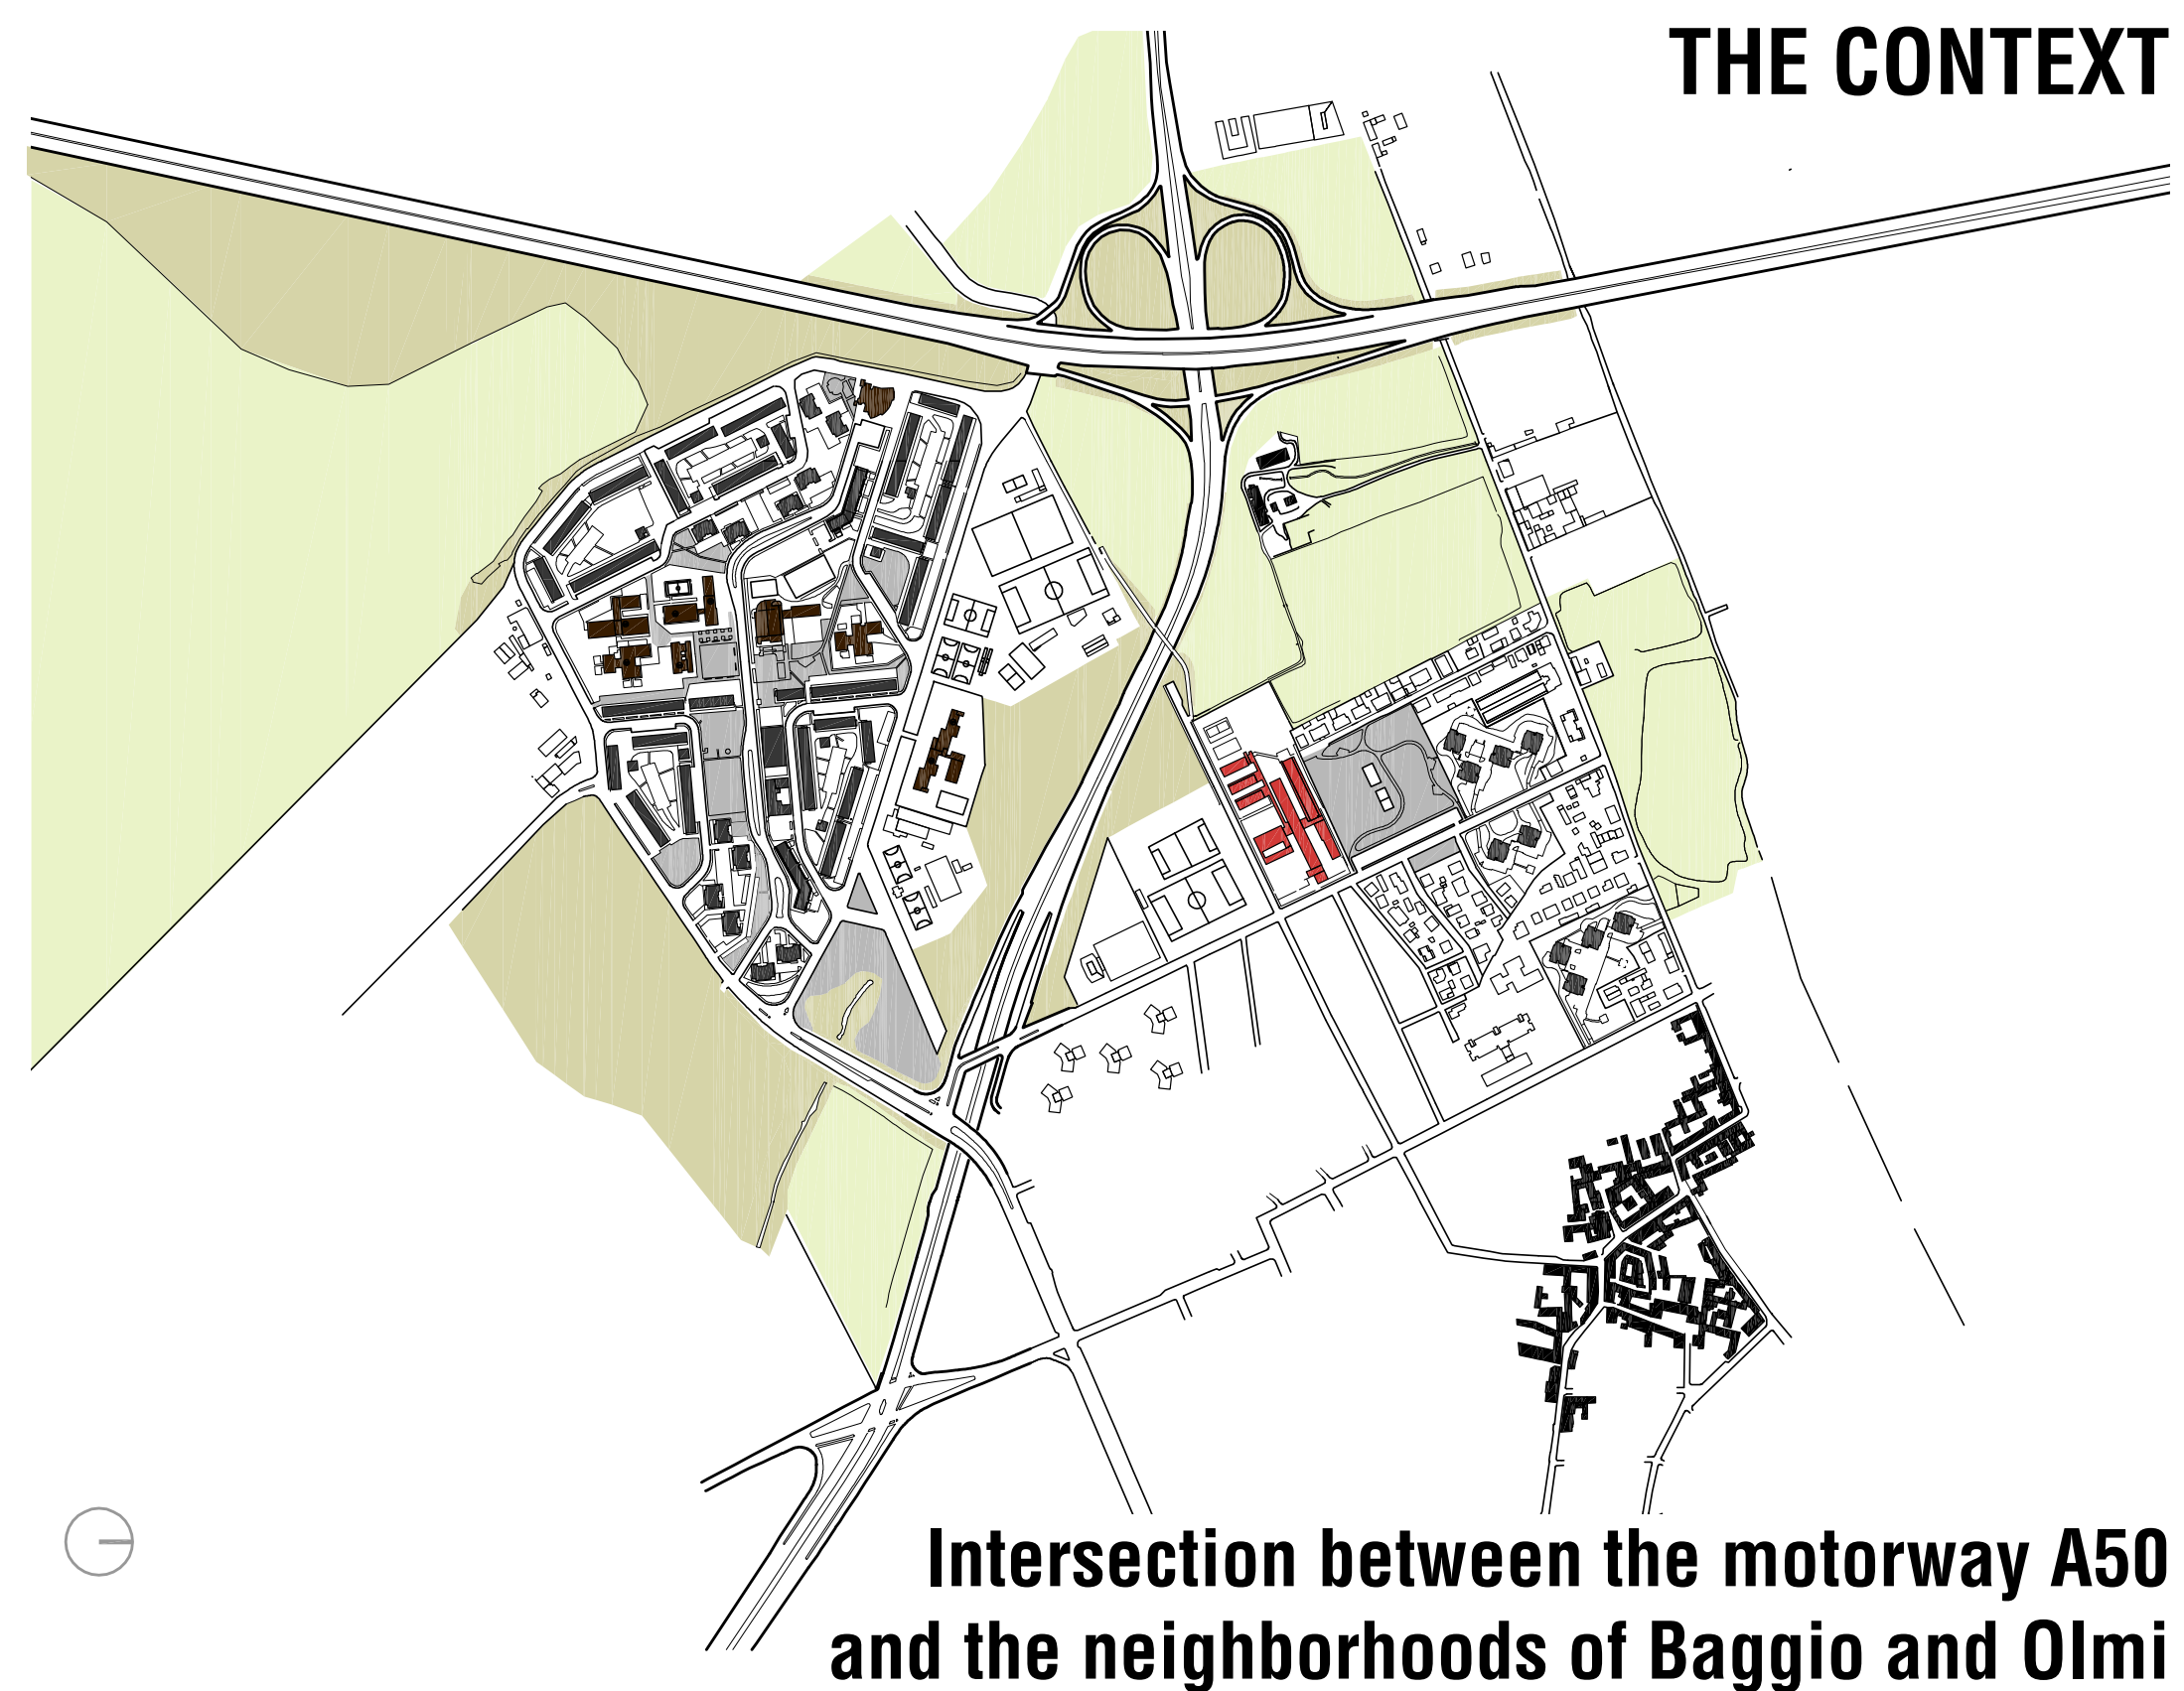 THE CONTEXT
Intersection between the motorway A50
and the neighborhoods of Baggio and Olmi